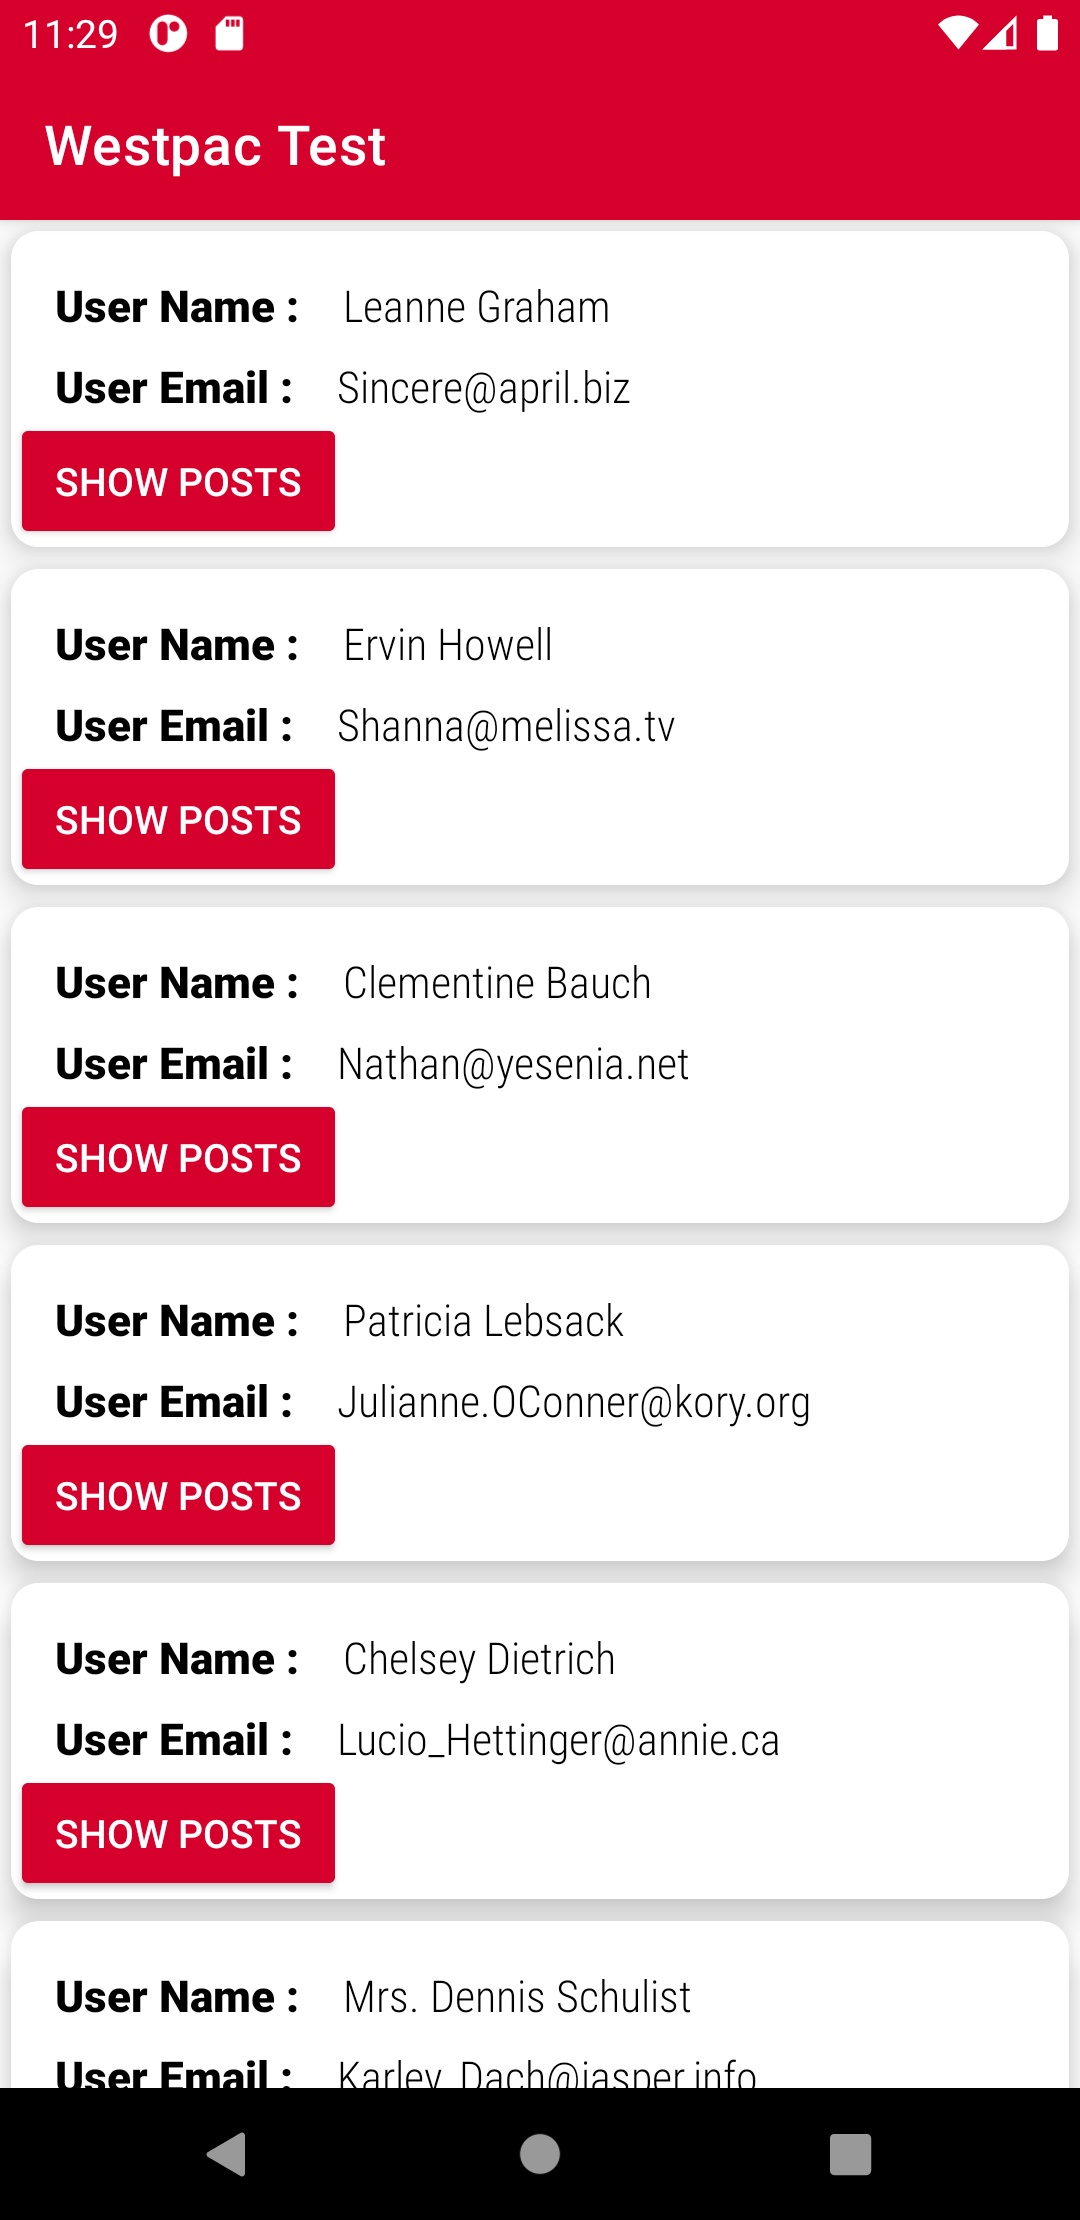 11:29
Westpac Test
User Name : Leanne Graham
User Email : Sincere@april.biz
SHOW POSTS
User Name : Ervin Howell
User Email : Shanna@melissa.tv
SHOW POSTS
User Name : Clementine Bauch
User Email : Nathan@yesenia.net
SHOW POSTS
User Name : Patricia Lebsack
User Email : Julianne.OConner@kory.org
SHOW POSTS
User Name : Chelsey Dietrich
User Email : Lucio_Hettinger@annie.ca
SHOW POSTS
User Name : Mrs. Dennis Schulist
User Email : Karley_Dach@jasper.info